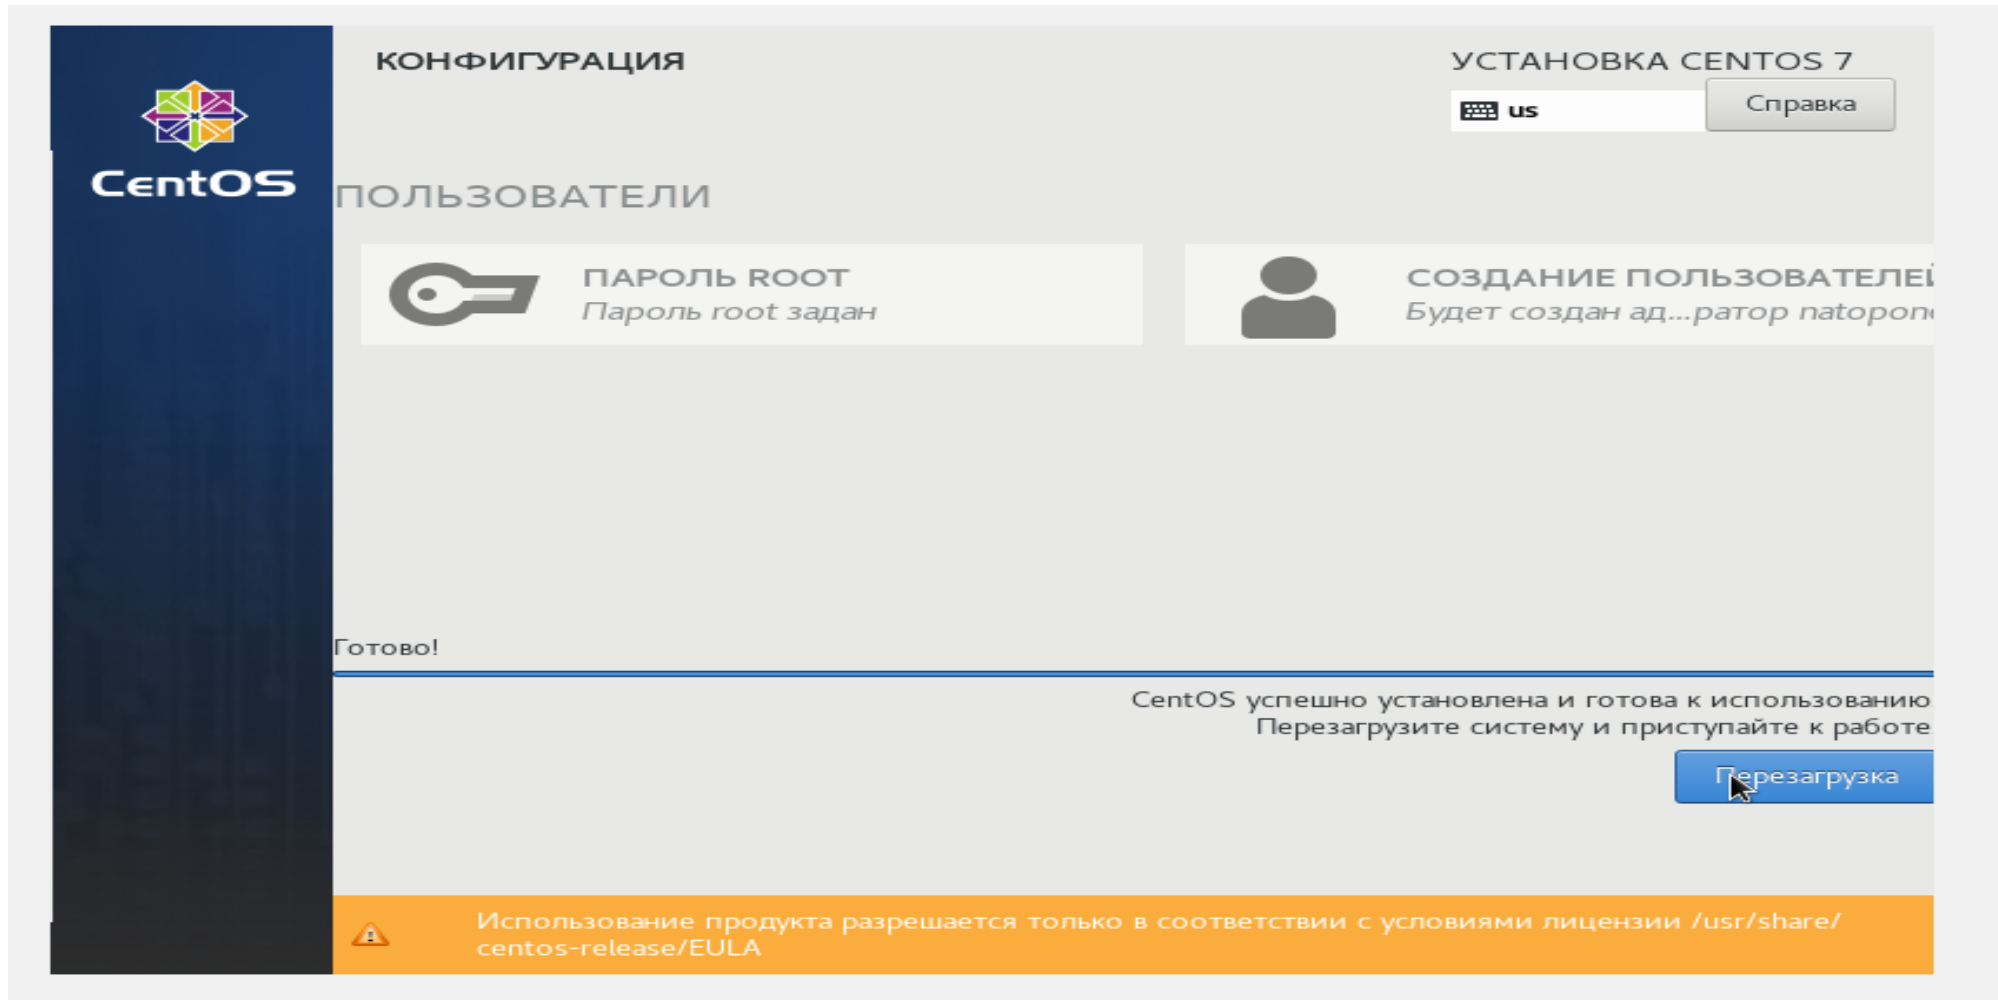 КОНФИГУРАЦИЯ
УСТАНОВКА CENTOS 7
us
Справка
CentOS
ПОЛЬЗОВАТЕЛИ
ПАРОЛЬ ROOT
Пароль root задан
СОЗДАНИЕ ПОЛЬЗОВАТЕЛЕЙ
Будет создан ад...ратор
Готово!
CentOS успешно установлена и готова к использованию
Перезагрузите систему и приступайте к работе
Перезагрузка
Использование продукта разрешается только в соответствии с условиями лицензии /usr/share/
centos-release/EULA